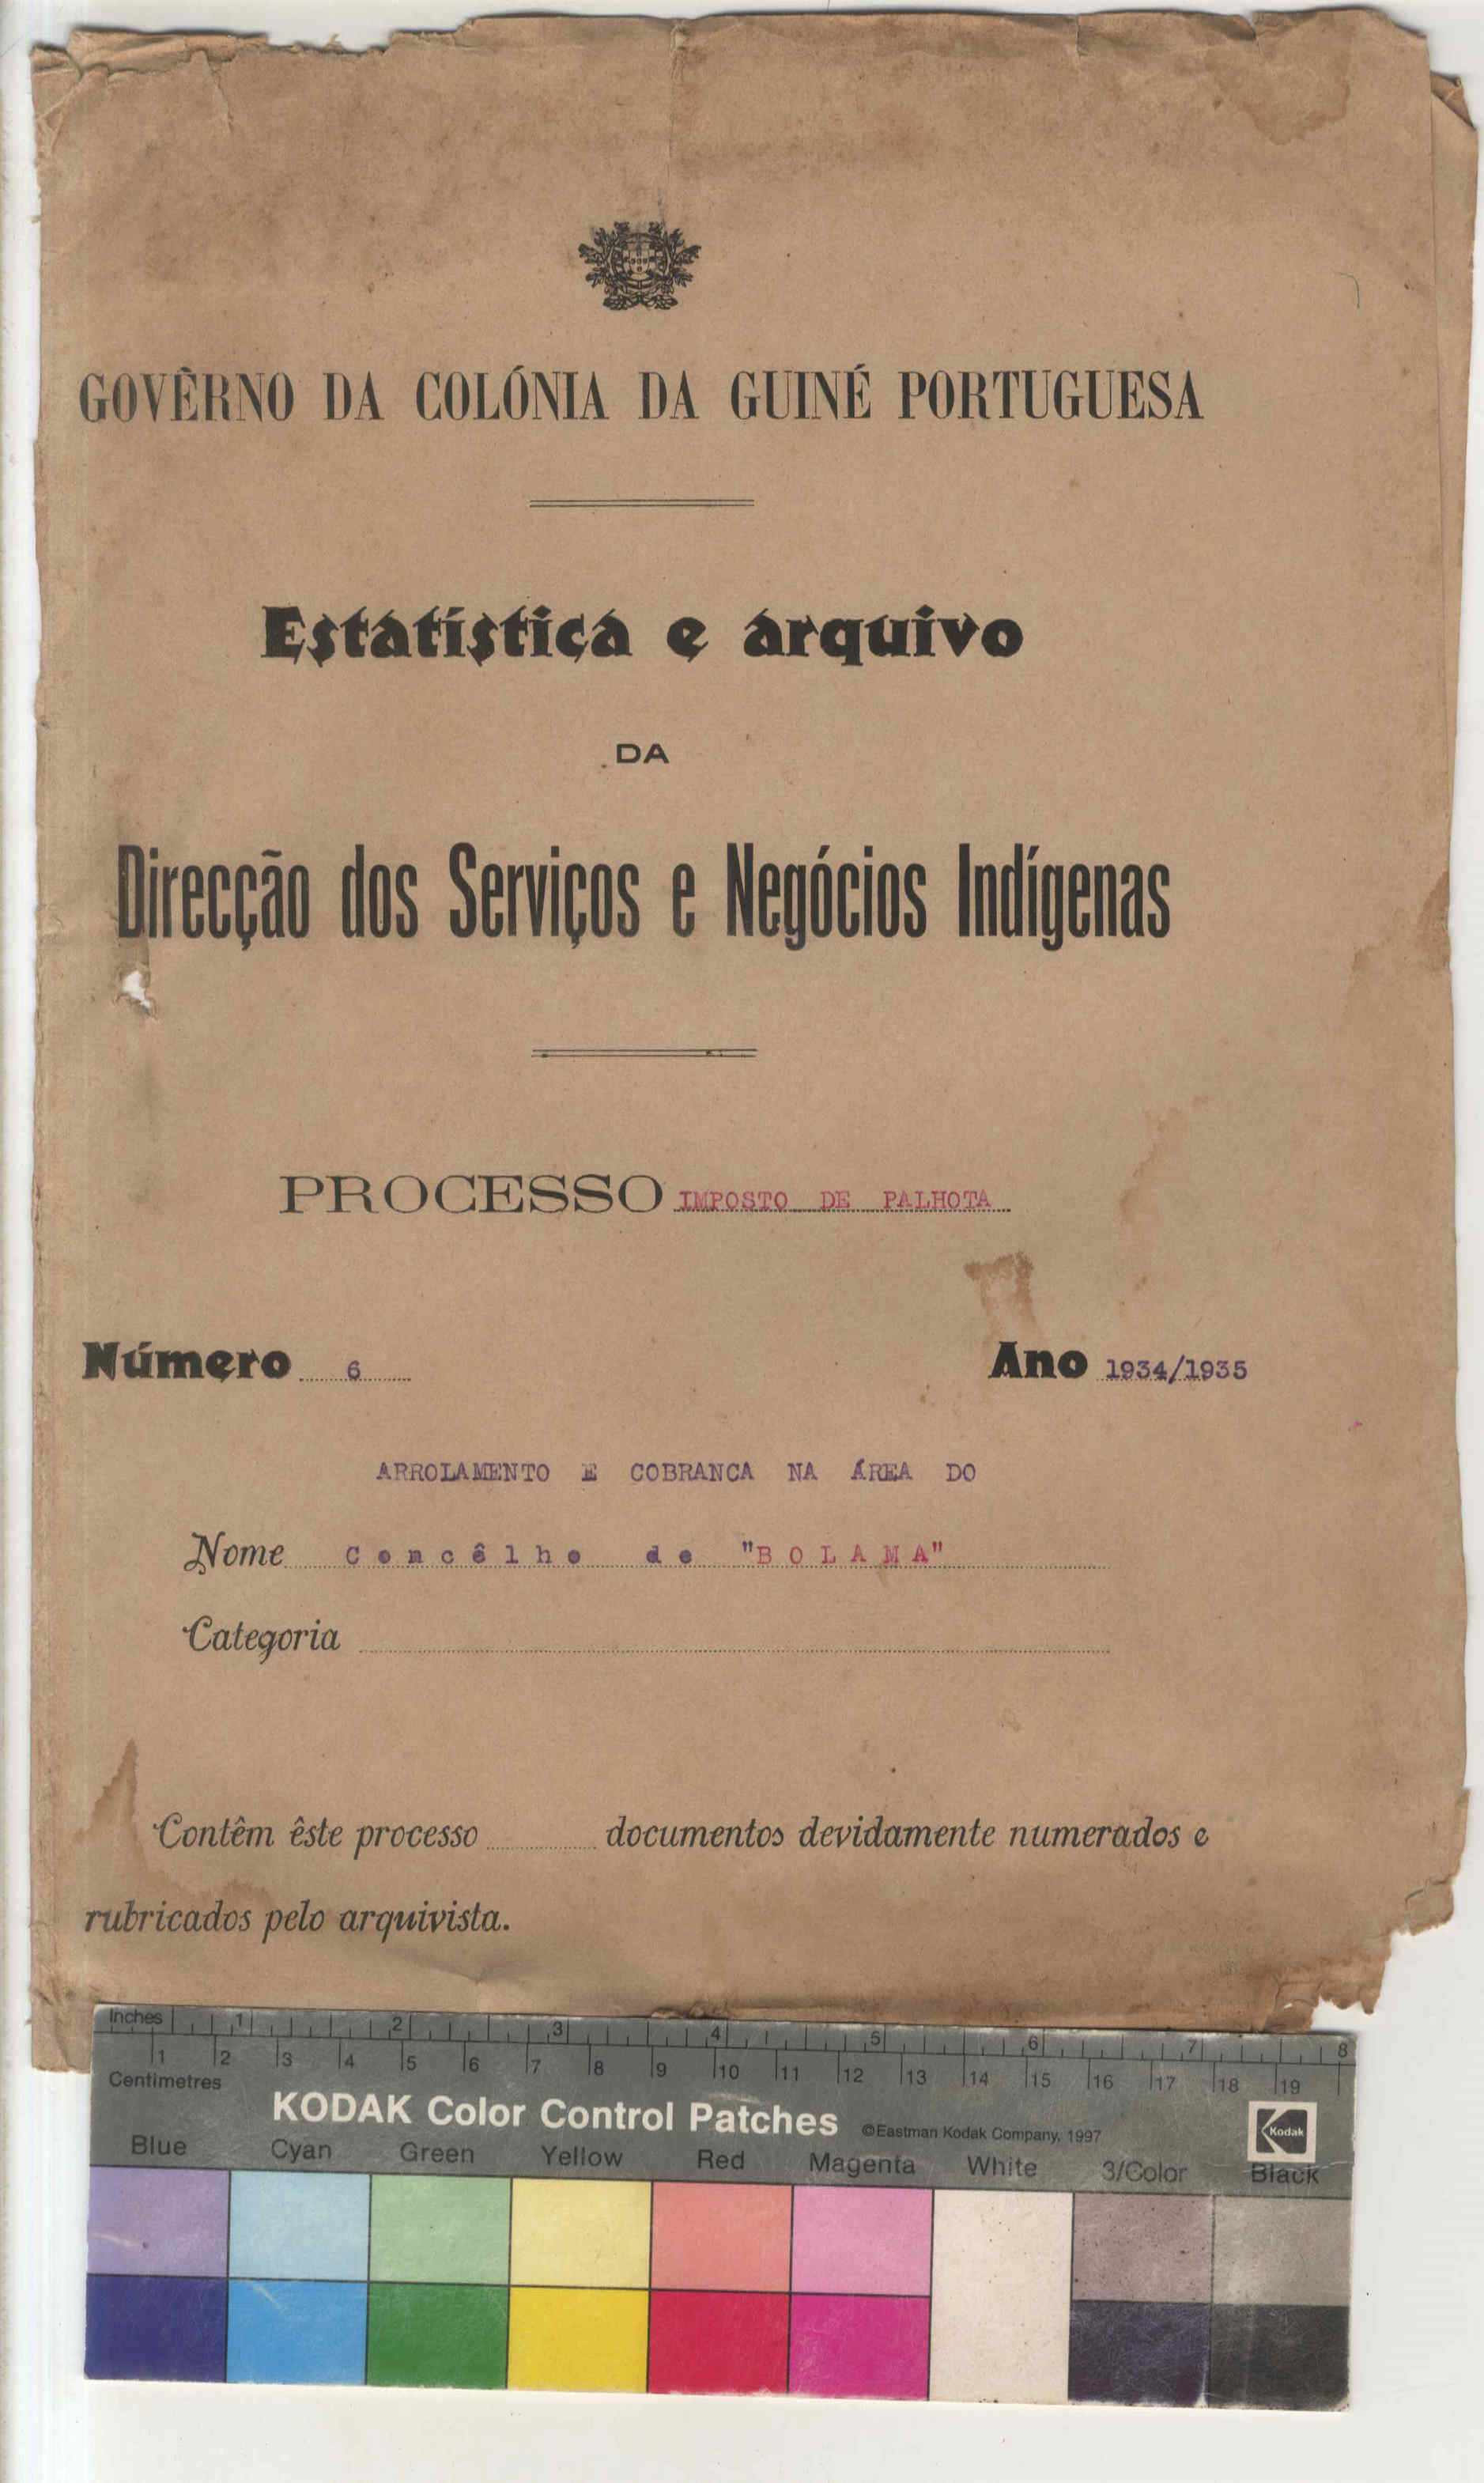 GOVÊRNO DA COLÓNIA DA GUINÉ PORTUGUESA
Estatística e arquivo
DA
Direcção dos Serviços e Negócios Indígenas
PROCESSO IMPOSTO DE PALHOTA
Número 6 Ano 1934/1935
ARROLAMENTO E COBRANCA NA ÁREA DO
Nome Concêlho de "BOLAMA"
Categoria
Contêm êste processo documentos devidamente numerados e
rubricados pelo arquivista.
Inches 1 2 3 4 5 6 7 8
1 2 3 4 5 6 7 8 9 10 11 12 13 14 15 16 17 18 19
Centimetres
KODAK Color Control Patches ©Eastman Kodak Company, 1997 Kodak
Blue Cyan Green Yellow Red Magenta White 3/Color Black